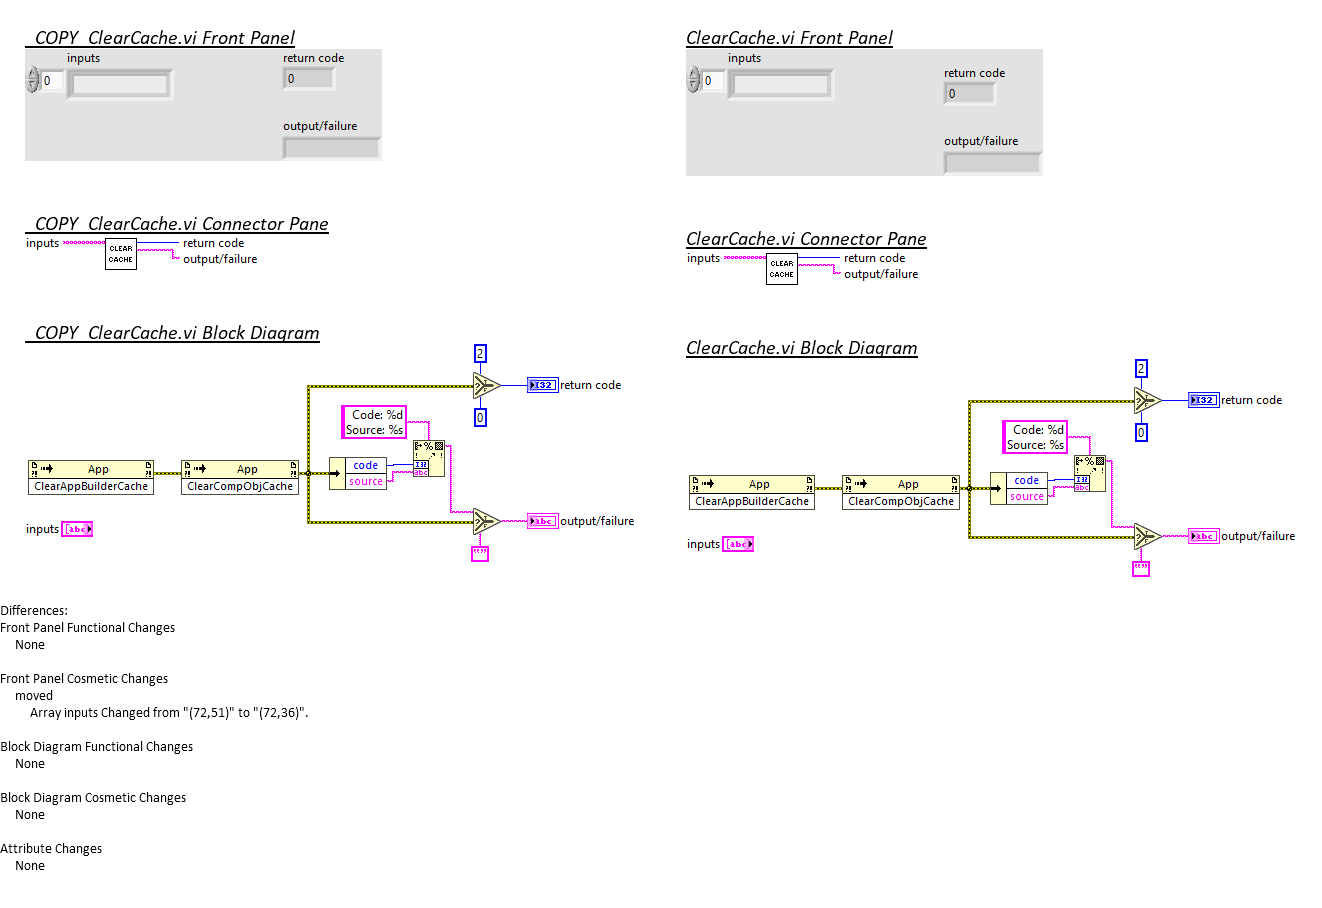 _COPY_ClearCache.vi Front Panel
inputs
return code
0
0
output/failure
_COPY_ClearCache.vi Connector Pane
inputs
CLEAR
CACHE
return code
output/failure
_COPY_ClearCache.vi Block Diagram
2
I32 return code
0
Code: %d
Source: %s
%
I32
abc
App
ClearAppBuilderCache
App
ClearCompObjCache
code
source
inputs [abc]
abc output/failure
""
ClearCache.vi Front Panel
inputs
0
return code
0
output/failure
ClearCache.vi Connector Pane
inputs
CLEAR
CACHE
return code
output/failure
ClearCache.vi Block Diagram
2
I32 return code
0
Code: %d
Source: %s
%
I32
abc
App
ClearAppBuilderCache
App
ClearCompObjCache
code
source
inputs [abc]
abc output/failure
""
Differences:
Front Panel Functional Changes
None
Front Panel Cosmetic Changes
moved
Array inputs Changed from "(72,51)" to "(72,36)".
Block Diagram Functional Changes
None
Block Diagram Cosmetic Changes
None
Attribute Changes
None